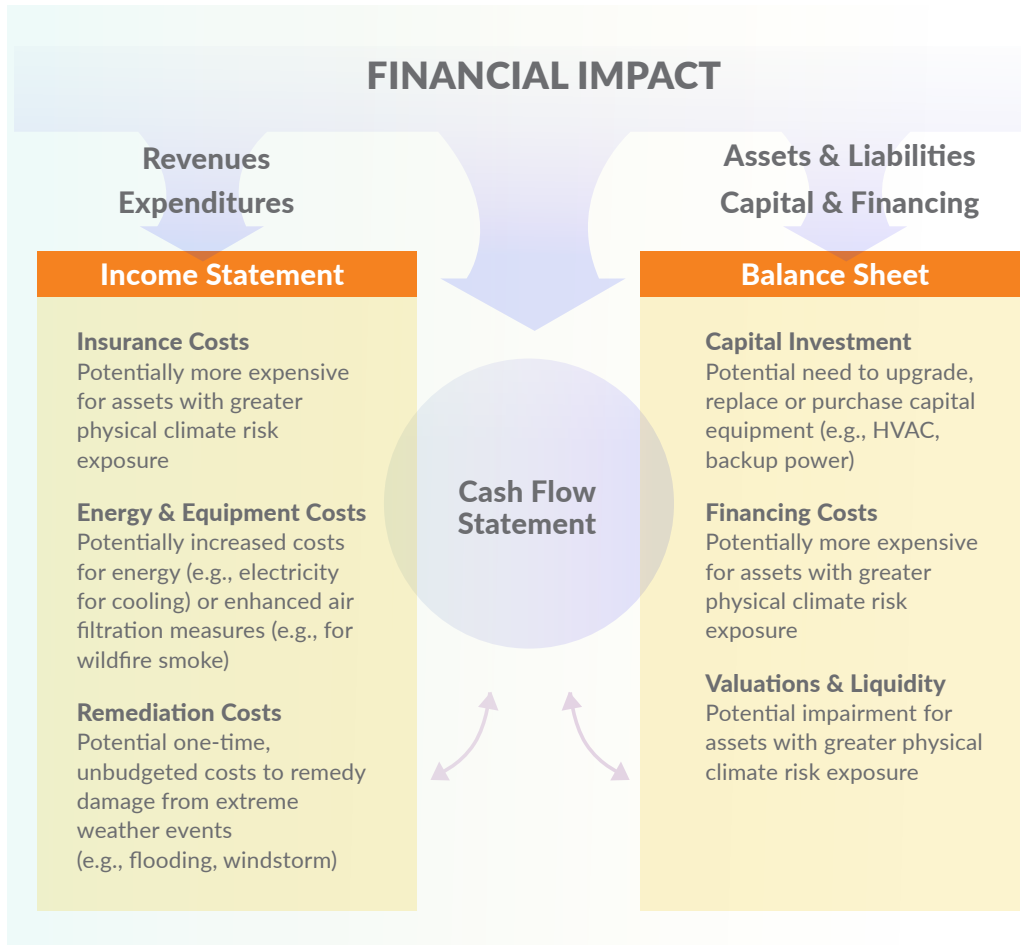 FINANCIAL IMPACT
Revenues
Expenditures
Assets & Liabilities
Capital & Financing
Income Statement
Insurance Costs
Potentially more expensive
for assets with greater
physical climate risk
exposure
Energy & Equipment Costs
Potentially increased costs
for energy (e.g., electricity
for cooling) or enhanced air
filtration measures (e.g., for
wildfire smoke)
Remediation Costs
Potential one-time,
unbudgeted costs to remedy
damage from extreme
weather events
(e.g., flooding, windstorm)
Cash Flow
Statement
Balance Sheet
Capital Investment
Potential need to upgrade,
replace or purchase capital
equipment (e.g., HVAC,
backup power)
Financing Costs
Potentially more expensive
for assets with greater
physical climate risk
exposure
Valuations & Liquidity
Potential impairment for
assets with greater physical
climate risk exposure